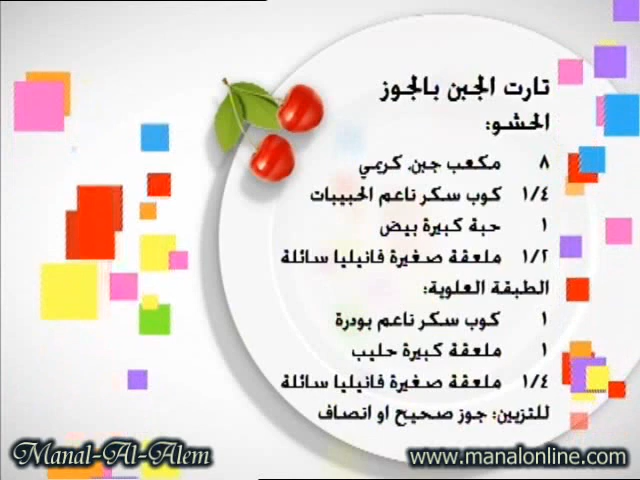 تارت الجبن بالجوز
الحشو:
٨ مكعب جبن, كريمي
١/٤ كوب سكر ناعم الحبيبات
١ حبة كبيرة بيض
١/٢ ملعقة صغيرة فانيليا سائلة
الطبقة العلوية:
١ كوب سكر ناعم بودرة
١ ملعقة كبيرة حليب
١/٤ ملعقة صغيرة فانيليا سائلة
للتزيين: جوز صحيح او انصاف
Manal-Al-Alem
www.manalonline.com